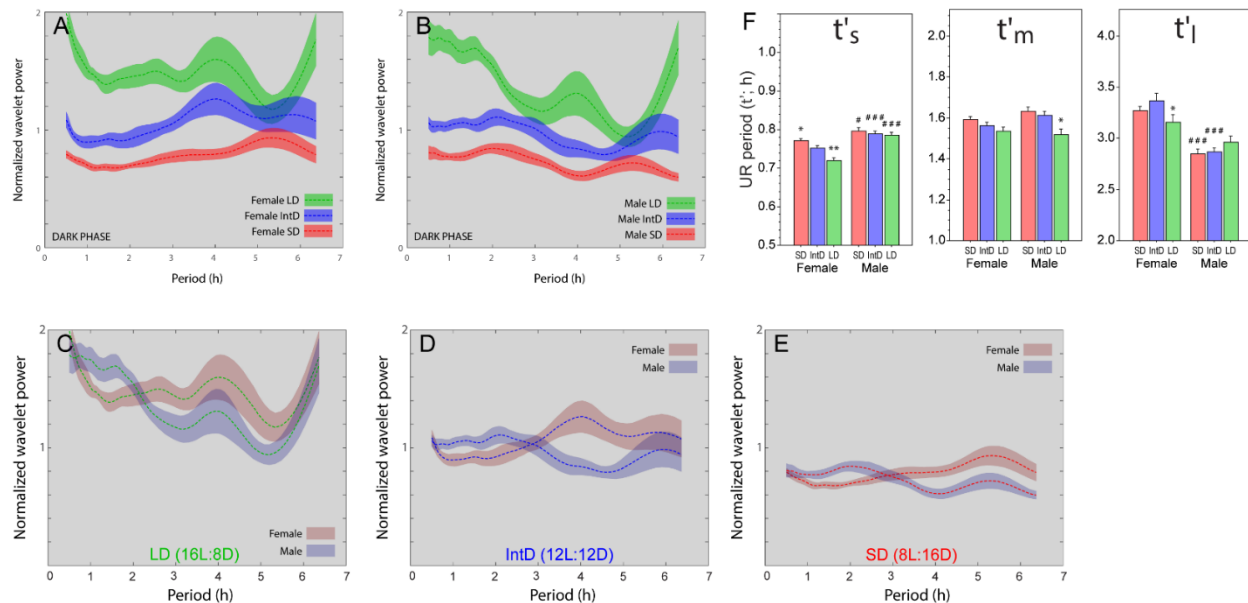 A
Normalized wavelet power
2
1
0
Female LD
Female IntD
Female SD
DARK PHASE
0 1 2 3 4 5 6 7
Period (h)
B
Normalized wavelet power
2
1
0
Male LD
Male IntD
Male SD
DARK PHASE
0 1 2 3 4 5 6 7
Period (h)
F
t's
UR period (t'; h)
1.0
0.9
0.8
0.7
0.6
0.5
* ** # ### ###
SD IntD LD SD IntD LD
Female Male
t'm
2.0
1.8
1.6
1.4
1.2
1.0
*
SD IntD LD SD IntD LD
Female Male
t'l
4.0
3.5
3.0
2.5
2.0
* ### ###
SD IntD LD SD IntD LD
Female Male
C
Normalized wavelet power
2
1
Female
Male
LD (16L:8D)
0 1 2 3 4 5 6 7
Period (h)
D
Normalized wavelet power
2
1
Female
Male
IntD (12L:12D)
0 1 2 3 4 5 6 7
Period (h)
E
Normalized wavelet power
2
1
Female
Male
SD (8L:16D)
0 1 2 3 4 5 6 7
Period (h)